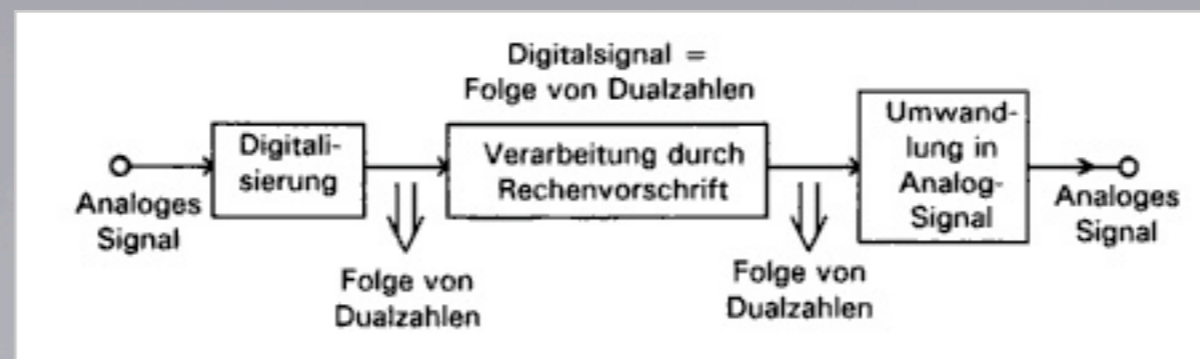 Digitalsignal =
Folge von Dualzahlen
Analoges
Signal
Digitali-
sierung
Verarbeitung durch
Rechenvorschrift
Umwand-
lung in
Analog-
Signal
Analoges
Signal
Folge von
Dualzahlen
Folge von
Dualzahlen